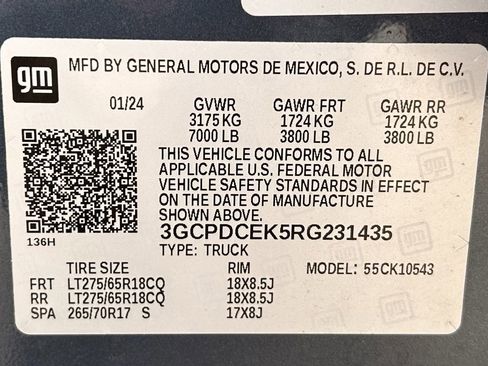 gm MFD BY GENERAL MOTORS DE MEXICO, S. DE R.L. DE C.V.
01/24 GVWR GAWR FRT GAWR RR
3175 KG 1724 KG 1724 KG
7000 LB 3800 LB 3800 LB
THIS VEHICLE CONFORMS TO ALL
APPLICABLE U.S. FEDERAL MOTOR
VEHICLE SAFETY STANDARDS IN EFFECT
ON THE DATE OF MANUFACTURE
SHOWN ABOVE.
3GCPDCEK5RG231435
136H
TYPE: TRUCK
TIRE SIZE RIM MODEL: 55CK10543
FRT LT275/65R18CQ 18X8.5J
RR LT275/65R18CQ 18X8.5J
SPA 265/70R17 S 17X8J